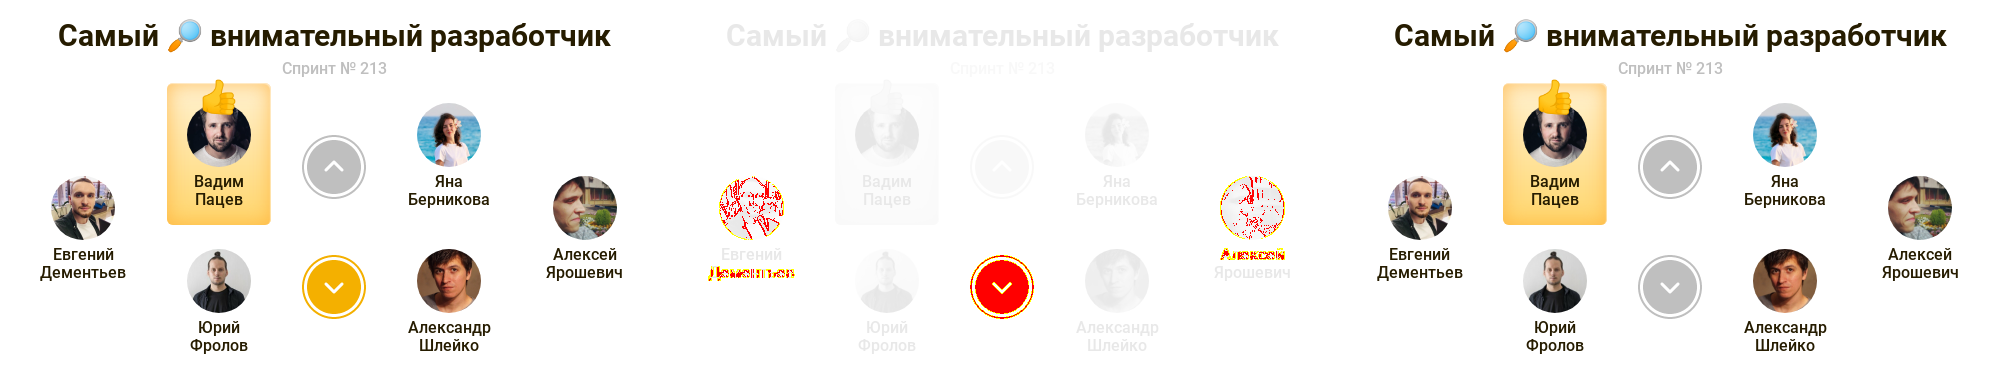 Самый 🔎 внимательный разработчик
Спринт № 213
Вадим
Пацев
Яна
Берникова
Евгений
Дементьев
Алексей
Ярошевич
Юрий
Фролов
Александр
Шлейко
Самый 🔎 внимательный разработчик
Спринт № 213
Вадим
Пацев
Яна
Берникова
Евгений
Дементьев
Алексей
Ярошевич
Юрий
Фролов
Александр
Шлейко
Самый 🔎 внимательный разработчик
Спринт № 213
Вадим
Пацев
Яна
Берникова
Евгений
Дементьев
Алексей
Ярошевич
Юрий
Фролов
Александр
Шлейко